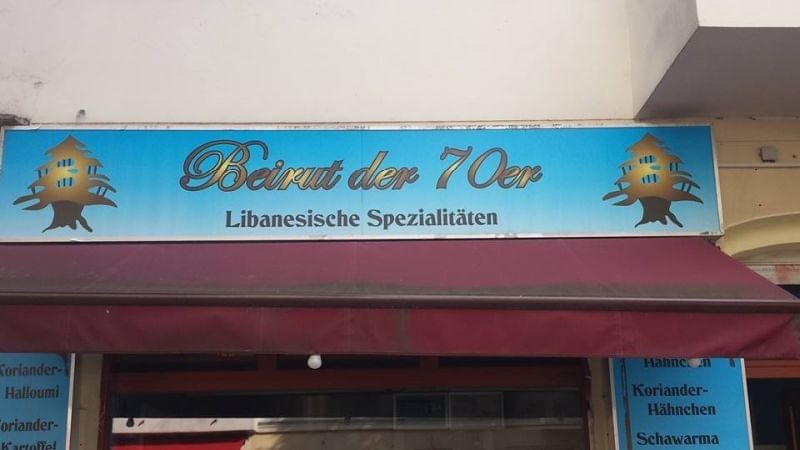 Beirut der 70er
Libanesische Spezialitäten
Koriander-
Halloumi
Koriander-
Kartoffel
Hähnchen
Koriander-
Hähnchen
Schawarma